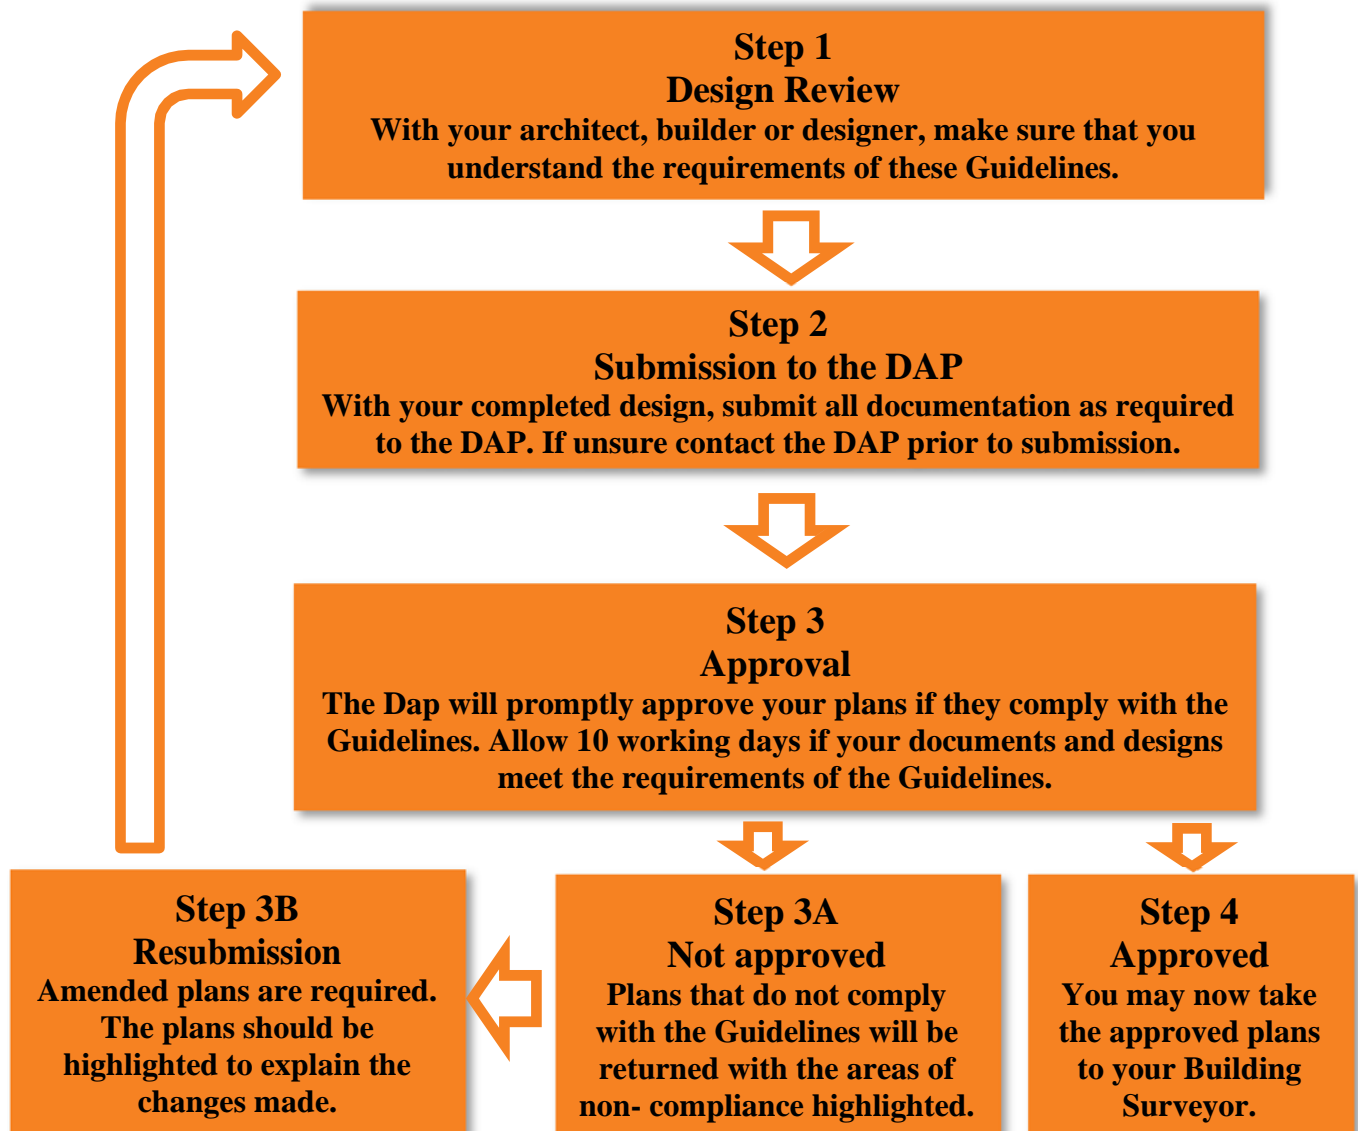 Step 1
Design Review
With your architect, builder or designer, make sure that you
understand the requirements of these Guidelines.
Step 2
Submission to the DAP
With your completed design, submit all documentation as required
to the DAP. If unsure contact the DAP prior to submission.
Step 3
Approval
The Dap will promptly approve your plans if they comply with the
Guidelines. Allow 10 working days if your documents and designs
meet the requirements of the Guidelines.
Step 3B
Resubmission
Amended plans are required.
The plans should be
highlighted to explain the
changes made.
Step 3A
Not approved
Plans that do not comply
with the Guidelines will be
returned with the areas of
non- compliance highlighted.
Step 4
Approved
You may now take
the approved plans
to your Building
Surveyor.